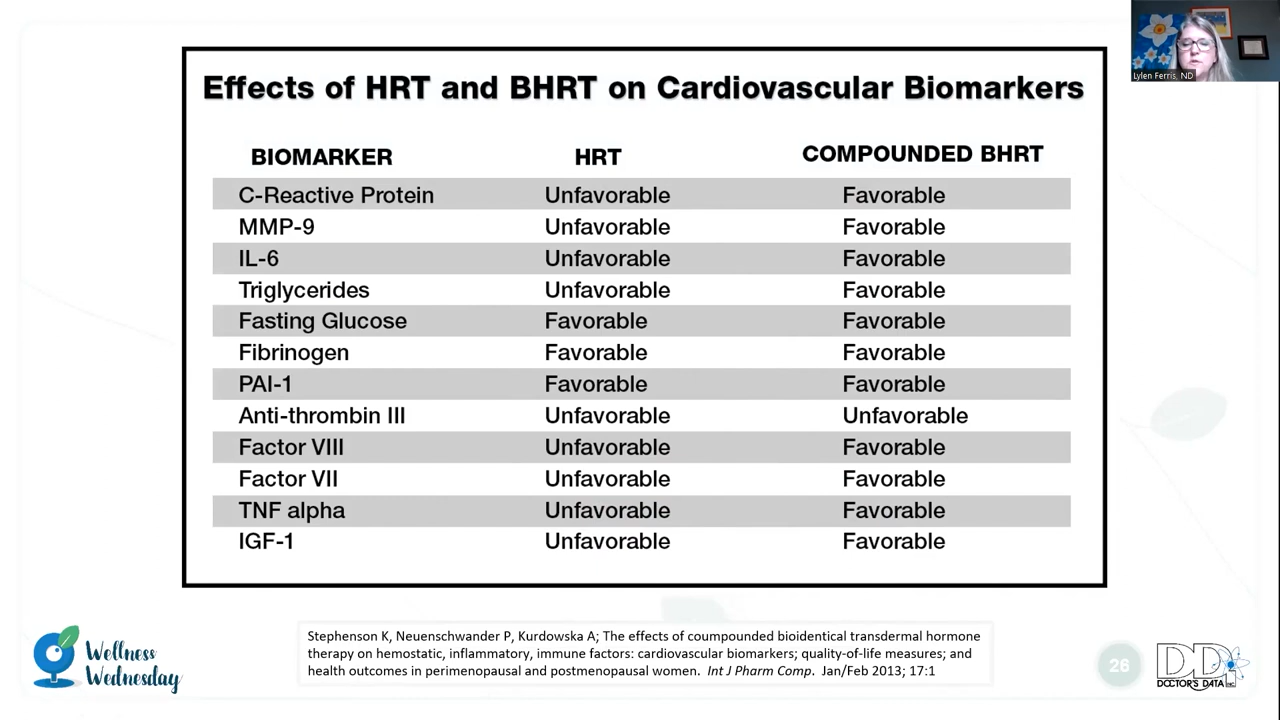 Lylen Ferris, ND
Effects of HRT and BHRT on Cardiovascular Biomarkers
BIOMARKER HRT COMPOUNDED BHRT
C-Reactive Protein Unfavorable Favorable
MMP-9 Unfavorable Favorable
IL-6 Unfavorable Favorable
Triglycerides Unfavorable Favorable
Fasting Glucose Favorable Favorable
Fibrinogen Favorable Favorable
PAI-1 Favorable Favorable
Anti-thrombin III Unfavorable Unfavorable
Factor VIII Unfavorable Favorable
Factor VII Unfavorable Favorable
TNF alpha Unfavorable Favorable
IGF-1 Unfavorable Favorable
Stephenson K, Neuenschwander P, Kurdowska A; The effects of coumpounded bioidentical transdermal hormone
therapy on hemostatic, inflammatory, immune factors: cardiovascular biomarkers; quality-of-life measures; and
health outcomes in perimenopausal and postmenopausal women. Int J Pharm Comp. Jan/Feb 2013; 17:1
Wellness
Wednesday
26
DDI
DOCTOR'S DATA INC